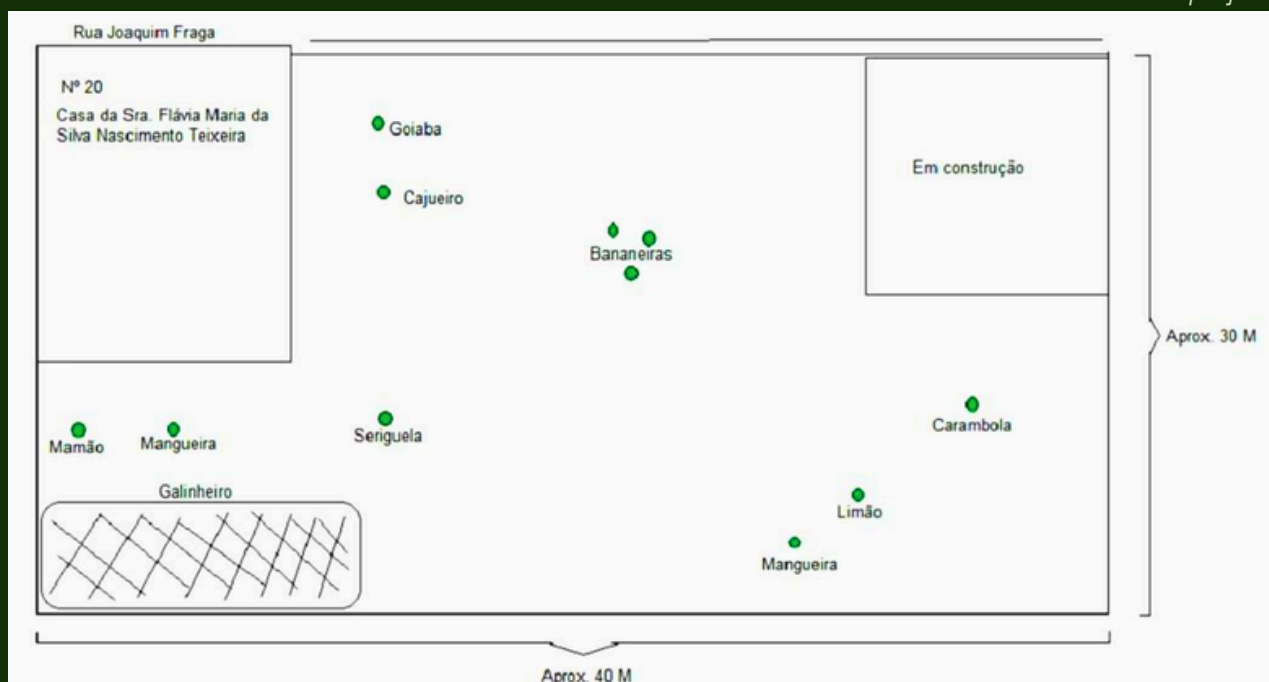 Rua Joaquim Fraga
Nº 20
Casa da Sra. Flávia Maria da
Silva Nascimento Teixeira
Goiaba
Cajueiro
Bananeiras
Em construção
Aprox. 30 M
Mamão
Mangueira
Seriguela
Carambola
Galinheiro
Limão
Mangueira
Aprox. 40 M